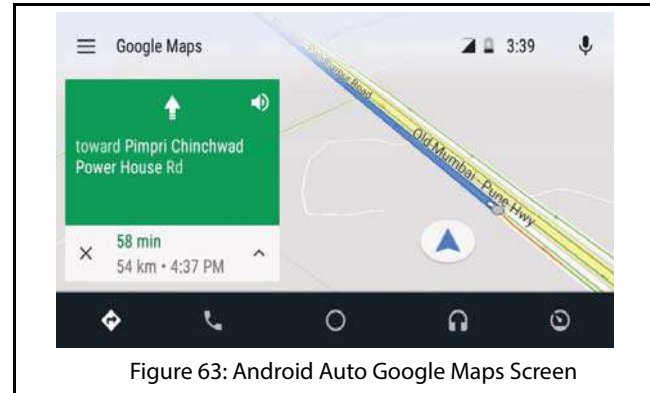 Google Maps
3:39
toward Pimpri Chinchwad
Power House Rd
58 min
54 km • 4:37 PM
Old Mumbai - Pune Hwy
Figure 63: Android Auto Google Maps Screen